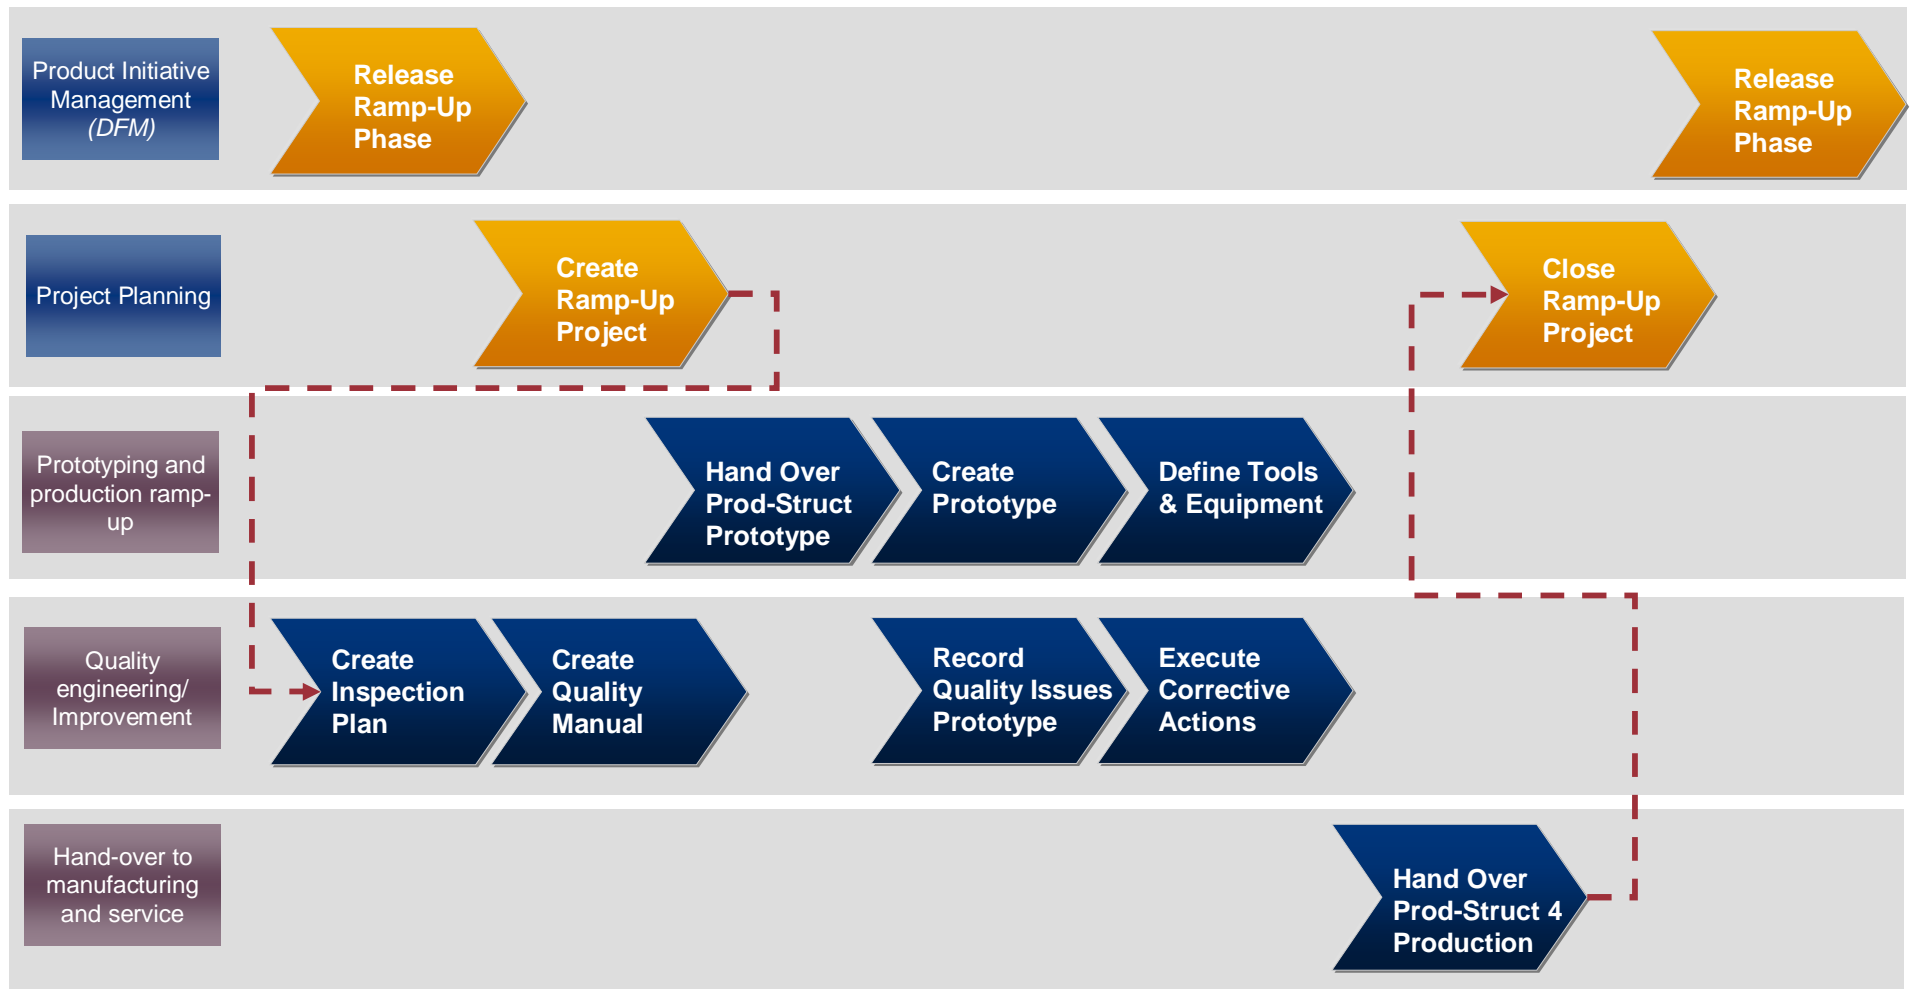 Product Initiative
Management
(DFM)
Release
Ramp-Up
Phase
Release
Ramp-Up
Phase
Project Planning
Create
Ramp-Up
Project
Close
Ramp-Up
Project
Prototyping and
production ramp-
up
Hand Over
Prod-Struct
Prototype
Create
Prototype
Define Tools
& Equipment
Quality
engineering/
Improvement
Create
Inspection
Plan
Create
Quality
Manual
Record
Quality Issues
Prototype
Execute
Corrective
Actions
Hand-over to
manufacturing
and service
Hand Over
Prod-Struct 4
Production